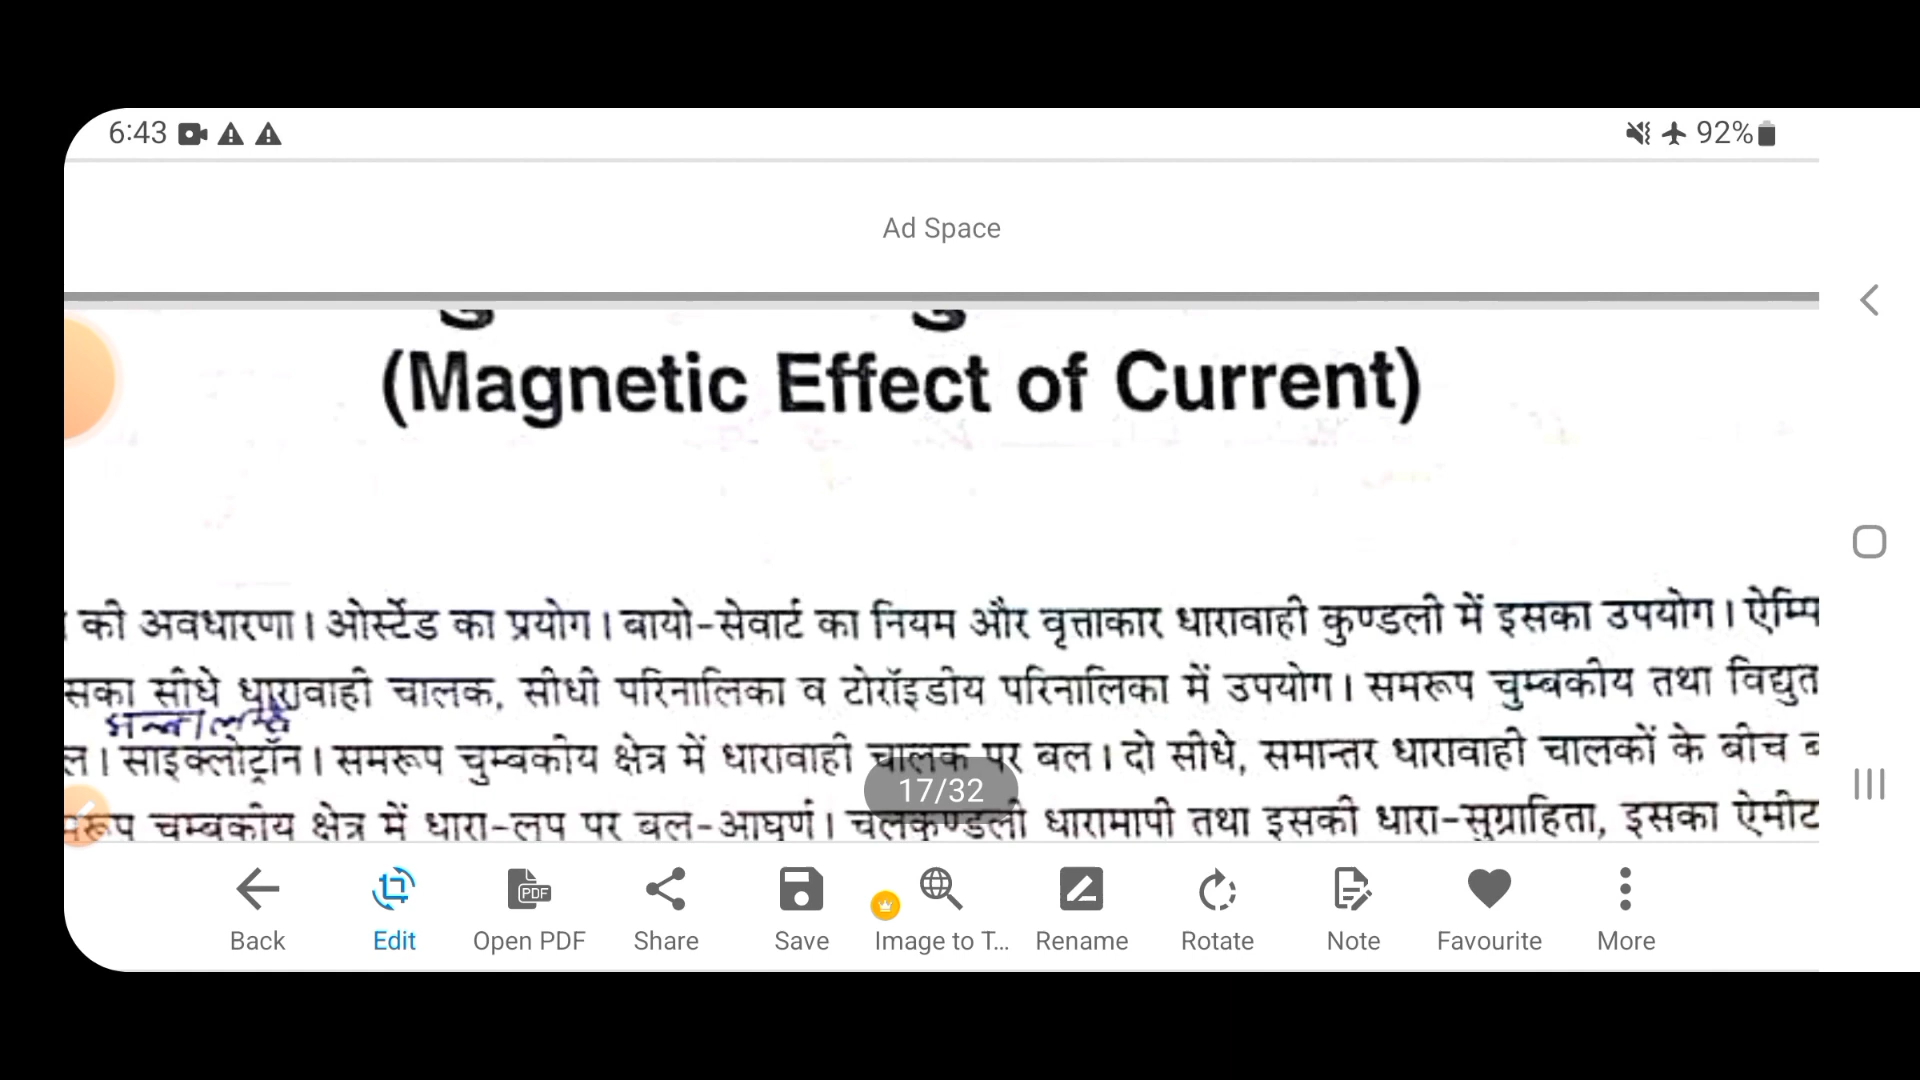 6:43
92%
Ad Space
(Magnetic Effect of Current)
की अवधारणा। ओर्स्टेड का प्रयोग। बायो-सेवार्ट का नियम और वृत्ताकार धारावाही कुण्डली में इसका उपयोग। ऐम्पि
सका सीधे धारावाही चालक, सीधी परिनालिका व टोरॉइडीय परिनालिका में उपयोग। समरूप चुम्बकीय तथा विद्युत
ल। साइक्लोट्रॉन। समरूप चुम्बकीय क्षेत्र में धारावाही चालक पर बल। दो सीधे, समान्तर धारावाही चालकों के बीच ब
मरूप चुम्बकीय क्षेत्र में धारा-लूप पर बल-आघूर्ण। चलकुण्डली धारामापी तथा इसकी धारा-सुग्राहिता, इसका ऐमीट
17/32
Back Edit Open PDF Share Save Image to T... Rename Rotate Note Favourite More
PDF